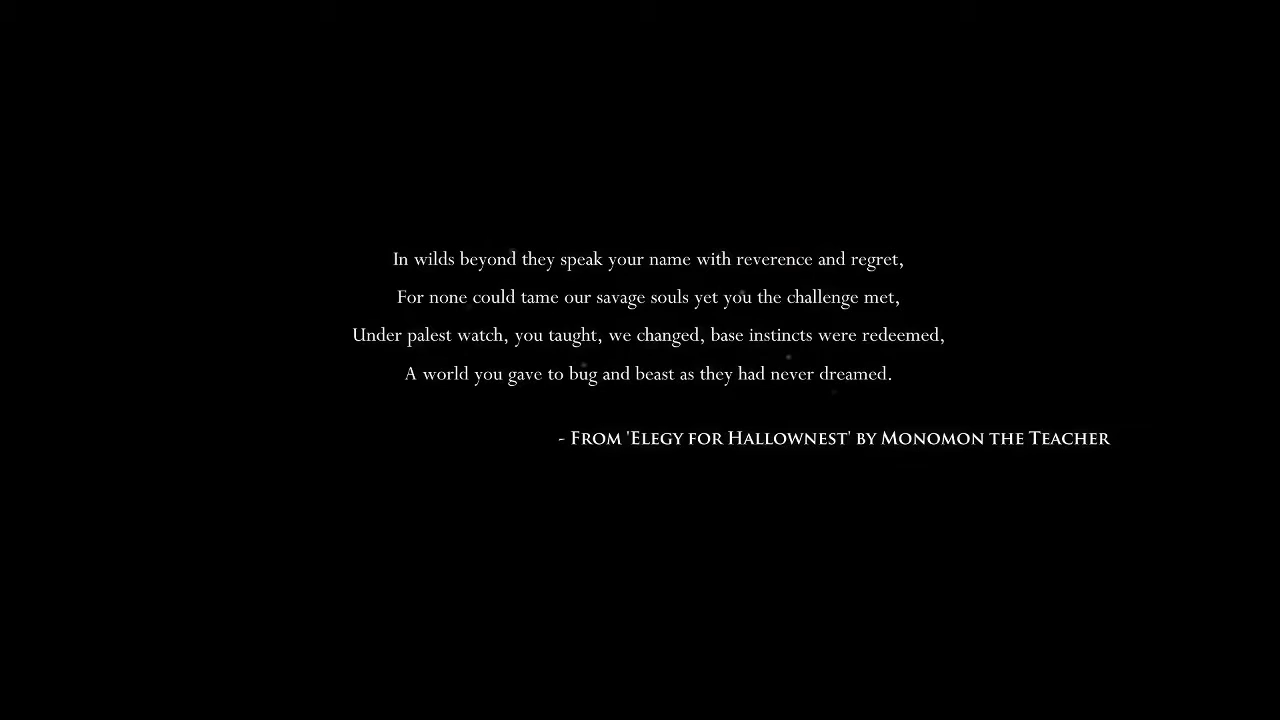 In wilds beyond they speak your name with reverence and regret,
For none could tame our savage souls yet you the challenge met,
Under palest watch, you taught, we changed, base instincts were redeemed,
A world you gave to bug and beast as they had never dreamed.
- From 'Elegy for Hallownest' by Monomon the Teacher